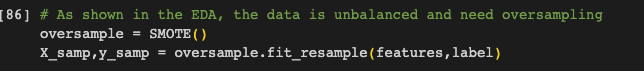 [86] # As shown in the EDA, the data is unbalanced and need oversampling
oversample = SMOTE()
X_samp,y_samp = oversample.fit_resample(features,label)